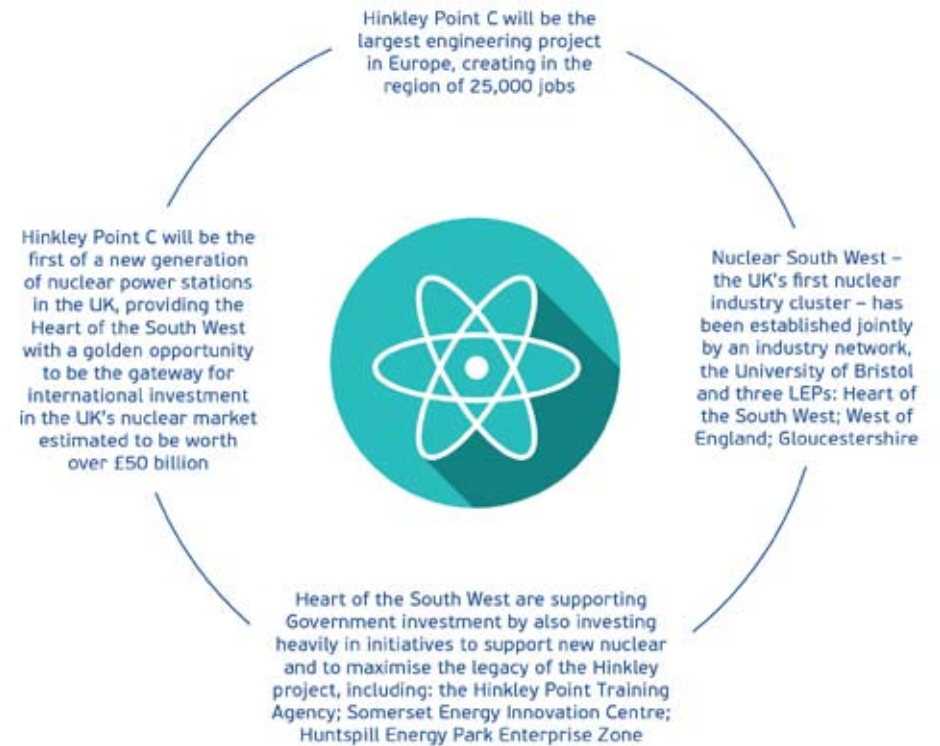 Hinkley Point C will be the
largest engineering project
in Europe, creating in the
region of 25,000 jobs
Hinkley Point C will be the
first of a new generation
of nuclear power stations
in the UK, providing the
Heart of the South West
with a golden opportunity
to be the gateway for
international investment
in the UK's nuclear market
estimated to be worth
over £50 billion
Nuclear South West –
the UK's first nuclear
industry cluster – has
been established jointly
by an industry network,
the University of Bristol
and three LEPs: Heart of
the South West; West of
England; Gloucestershire
Heart of the South West are supporting
Government investment by also investing
heavily in initiatives to support new nuclear
and to maximise the legacy of the Hinkley
project, including: the Hinkley Point Training
Agency; Somerset Energy Innovation Centre;
Huntspill Energy Park Enterprise Zone